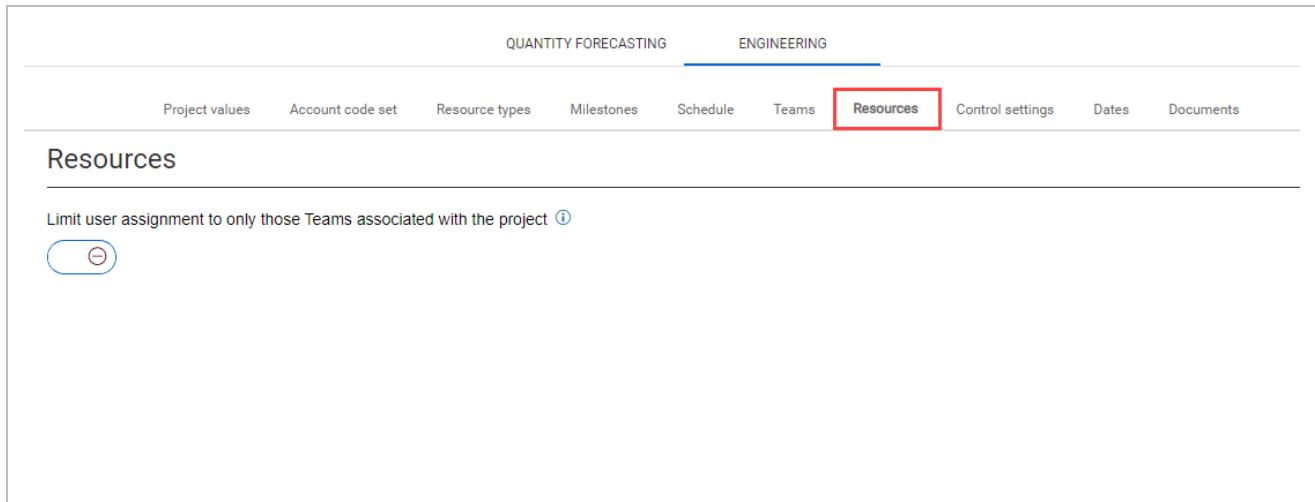 QUANTITY FORECASTING ENGINEERING
Project values Account code set Resource types Milestones Schedule Teams Resources Control settings Dates Documents
Resources
Limit user assignment to only those Teams associated with the project